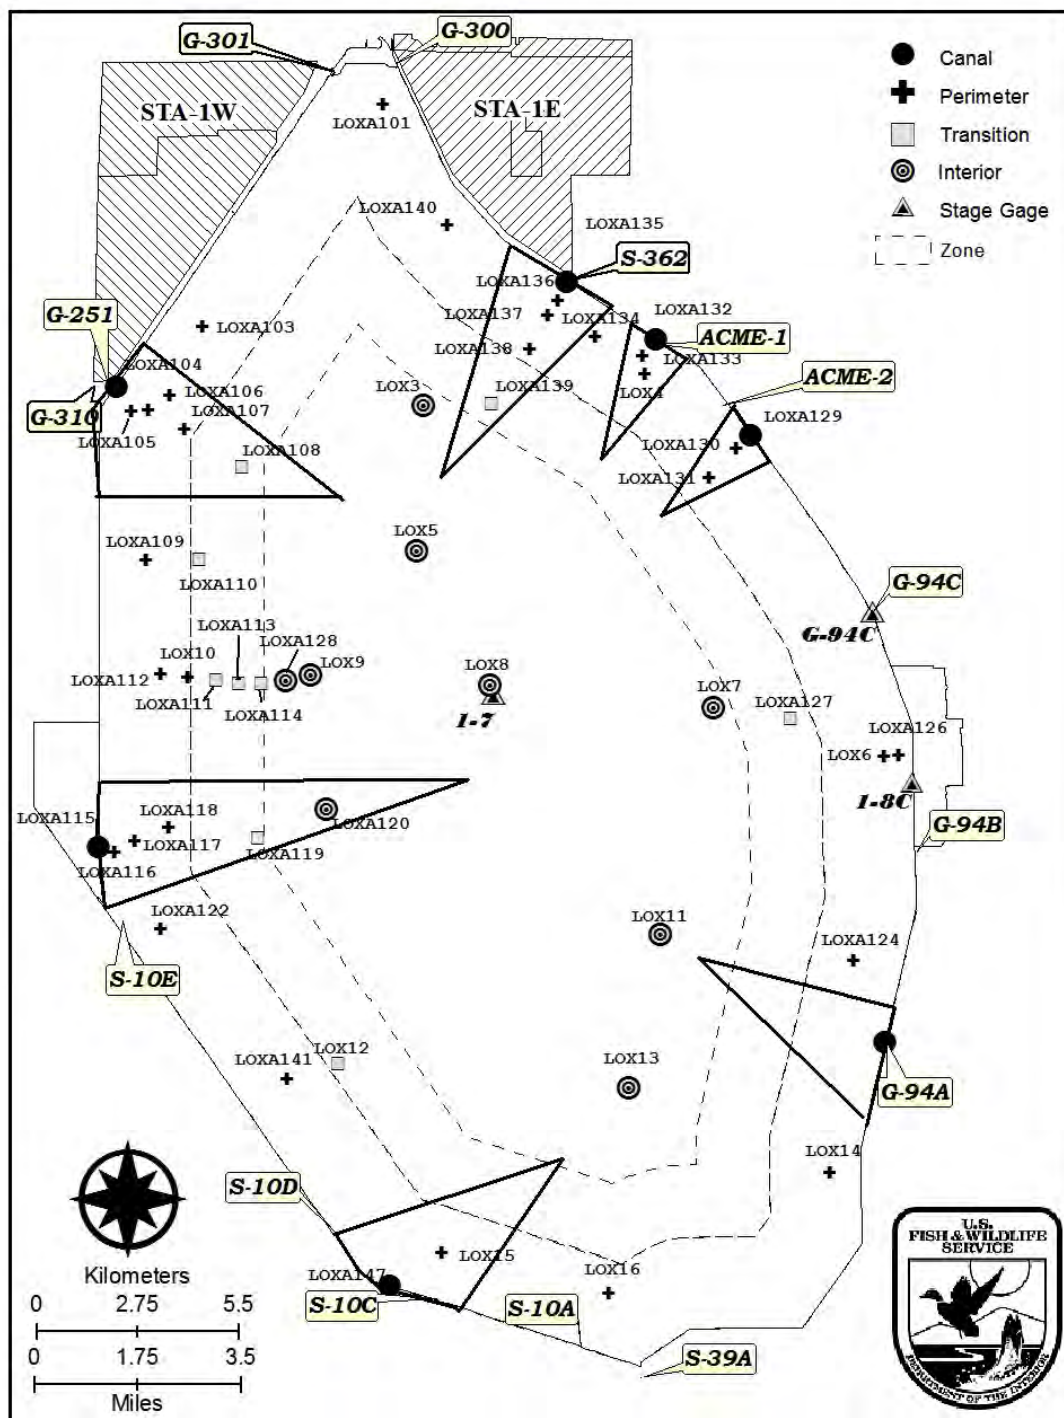 G-301
G-300
STA-1W
STA-1E
Canal
Perimeter
Transition
Interior
Stage Gage
Zone
LOXA101
LOXA140
LOXA135
S-362
LOXA136
LOXA137
LOXA134
LOXA132
ACME-1
LOXA138
LOXA133
G-251
LOXA103
LOXA104
LOXA106
LOXA107
G-310
LOXA105
LOXA108
LOX3
LOXA139
LOX4
ACME-2
LOXA129
LOXA130
LOXA131
LOX5
LOXA109
LOXA110
G-94C
G-94C
LOXA113
LOXA128
LOX10
LOX9
LOXA112
LOXA111
LOXA114
LOX8
1-7
LOX7
LOXA127
LOXA126
LOX6
1-8C
G-94B
LOXA115
LOXA118
LOXA117
LOXA116
LOXA120
LOXA119
LOXA122
S-10E
LOX11
LOXA124
LOX12
LOXA141
LOX13
G-94A
LOX14
S-10D
LOX15
LOXA147
S-10C
LOX16
S-10A
S-39A
Kilometers
0 2.75 5.5
0 1.75 3.5
Miles
U.S.
FISH & WILDLIFE
SERVICE
DEPARTMENT OF THE INTERIOR